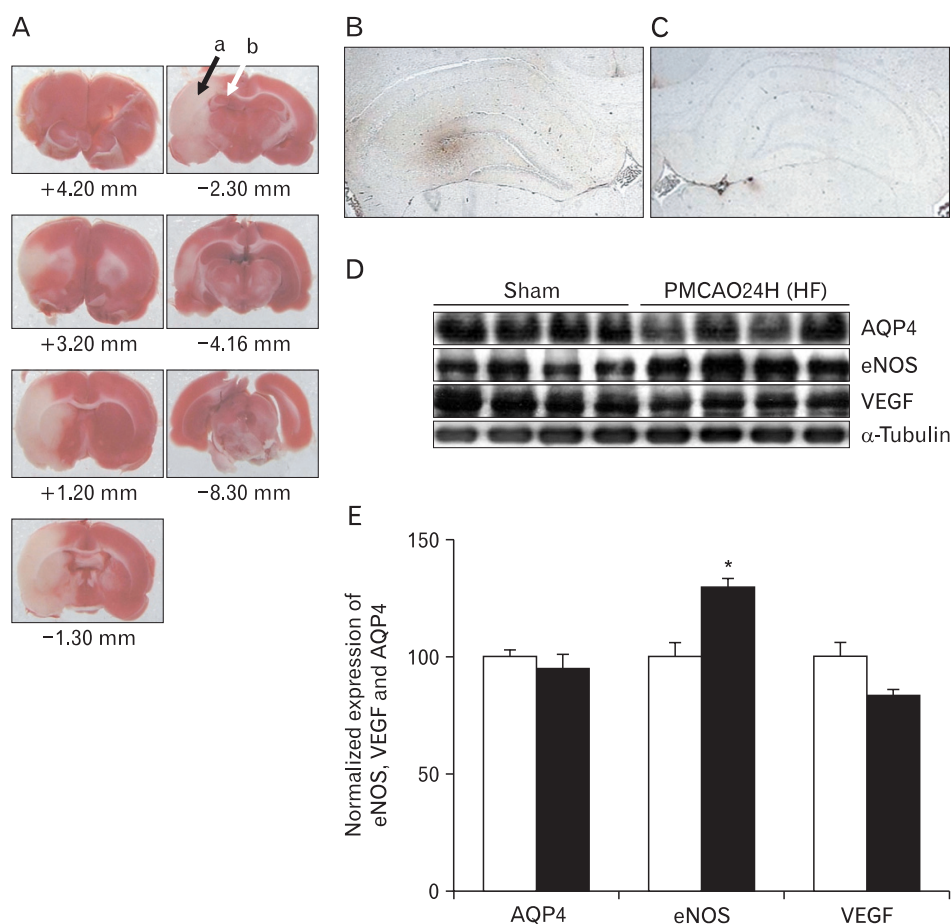 A
a b
+4.20 mm
−2.30 mm
+3.20 mm
−4.16 mm
+1.20 mm
−8.30 mm
−1.30 mm
B
C
D
Sham
PMCAO24H (HF)
AQP4
eNOS
VEGF
α-Tubulin
E
Normalized expression of
eNOS, VEGF and AQP4
150
100
50
0
*
AQP4
eNOS
VEGF